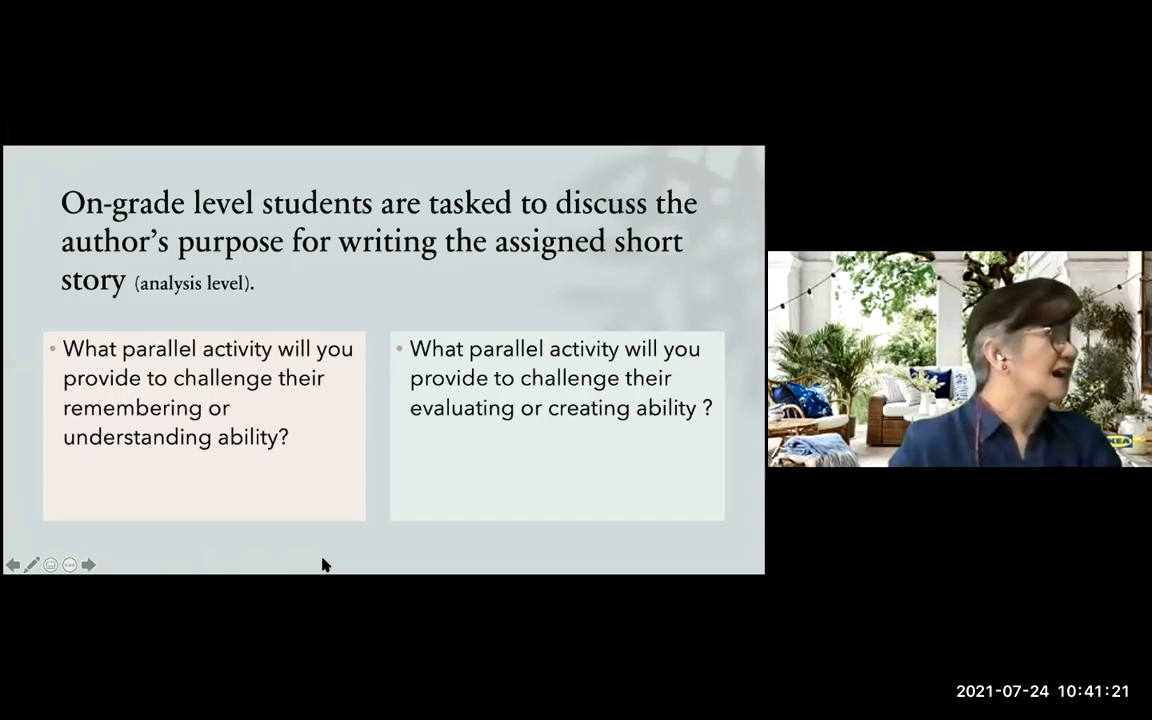 On-grade level students are tasked to discuss the
author’s purpose for writing the assigned short
story (analysis level).
• What parallel activity will you
provide to challenge their
remembering or
understanding ability?
• What parallel activity will you
provide to challenge their
evaluating or creating ability ?
2021-07-24 10:41:21